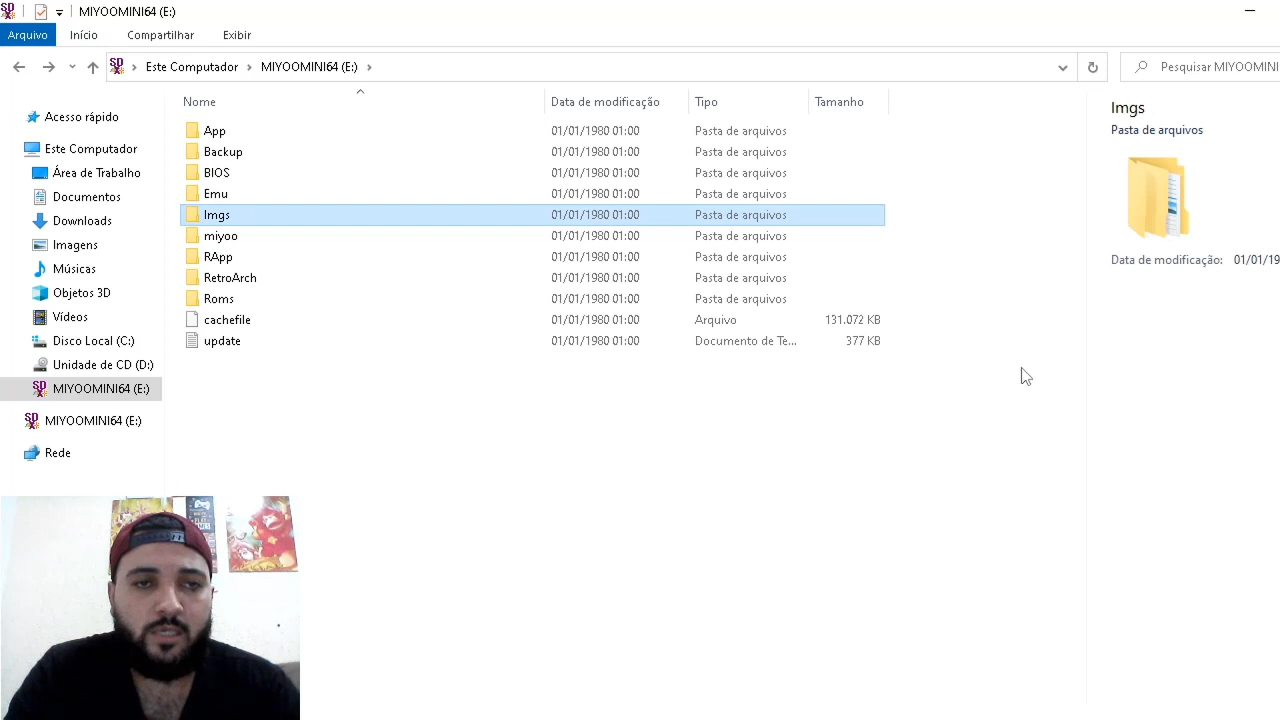 MIYOOMINI64 (E:)
Arquivo Início Compartilhar Exibir
Este Computador MIYOOMINI64 (E:) Pesquisar MIYOOMINI
Nome Data de modificação Tipo Tamanho
App 01/01/1980 01:00 Pasta de arquivos
Backup 01/01/1980 01:00 Pasta de arquivos
BIOS 01/01/1980 01:00 Pasta de arquivos
Emu 01/01/1980 01:00 Pasta de arquivos
Imgs 01/01/1980 01:00 Pasta de arquivos
miyoo 01/01/1980 01:00 Pasta de arquivos
RApp 01/01/1980 01:00 Pasta de arquivos
RetroArch 01/01/1980 01:00 Pasta de arquivos
Roms 01/01/1980 01:00 Pasta de arquivos
cachefile 01/01/1980 01:00 Arquivo 131.072 KB
update 01/01/1980 01:00 Documento de Te... 377 KB
Acesso rápido
Este Computador
Área de Trabalho
Documentos
Downloads
Imagens
Músicas
Objetos 3D
Vídeos
Disco Local (C:)
Unidade de CD (D:)
MIYOOMINI64 (E:)
MIYOOMINI64 (E:)
Rede
Imgs
Pasta de arquivos
Data de modificação: 01/01/19